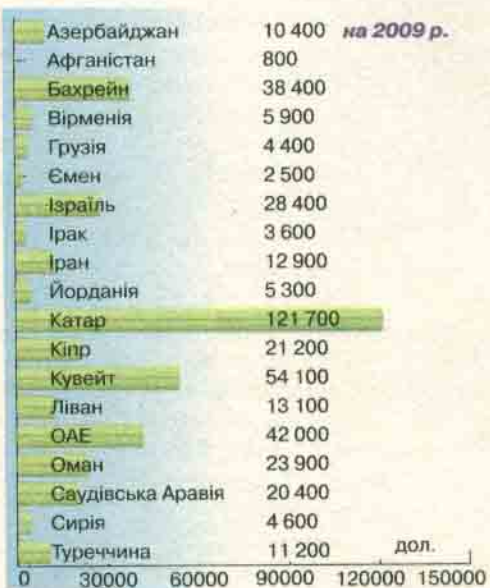 Азербайджан 10 400 на 2009 р.
Афганістан 800
Бахрейн 38 400
Вірменія 5 900
Грузія 4 400
Ємен 2 500
Ізраїль 28 400
Ірак 3 600
Іран 12 900
Йорданія 5 300
Катар 121 700
Кіпр 21 200
Кувейт 54 100
Ліван 13 100
ОАЕ 42 000
Оман 23 900
Саудівська Аравія 20 400
Сирія 4 600
Туреччина 11 200 дол.
0 30000 60000 90000 120000 150000